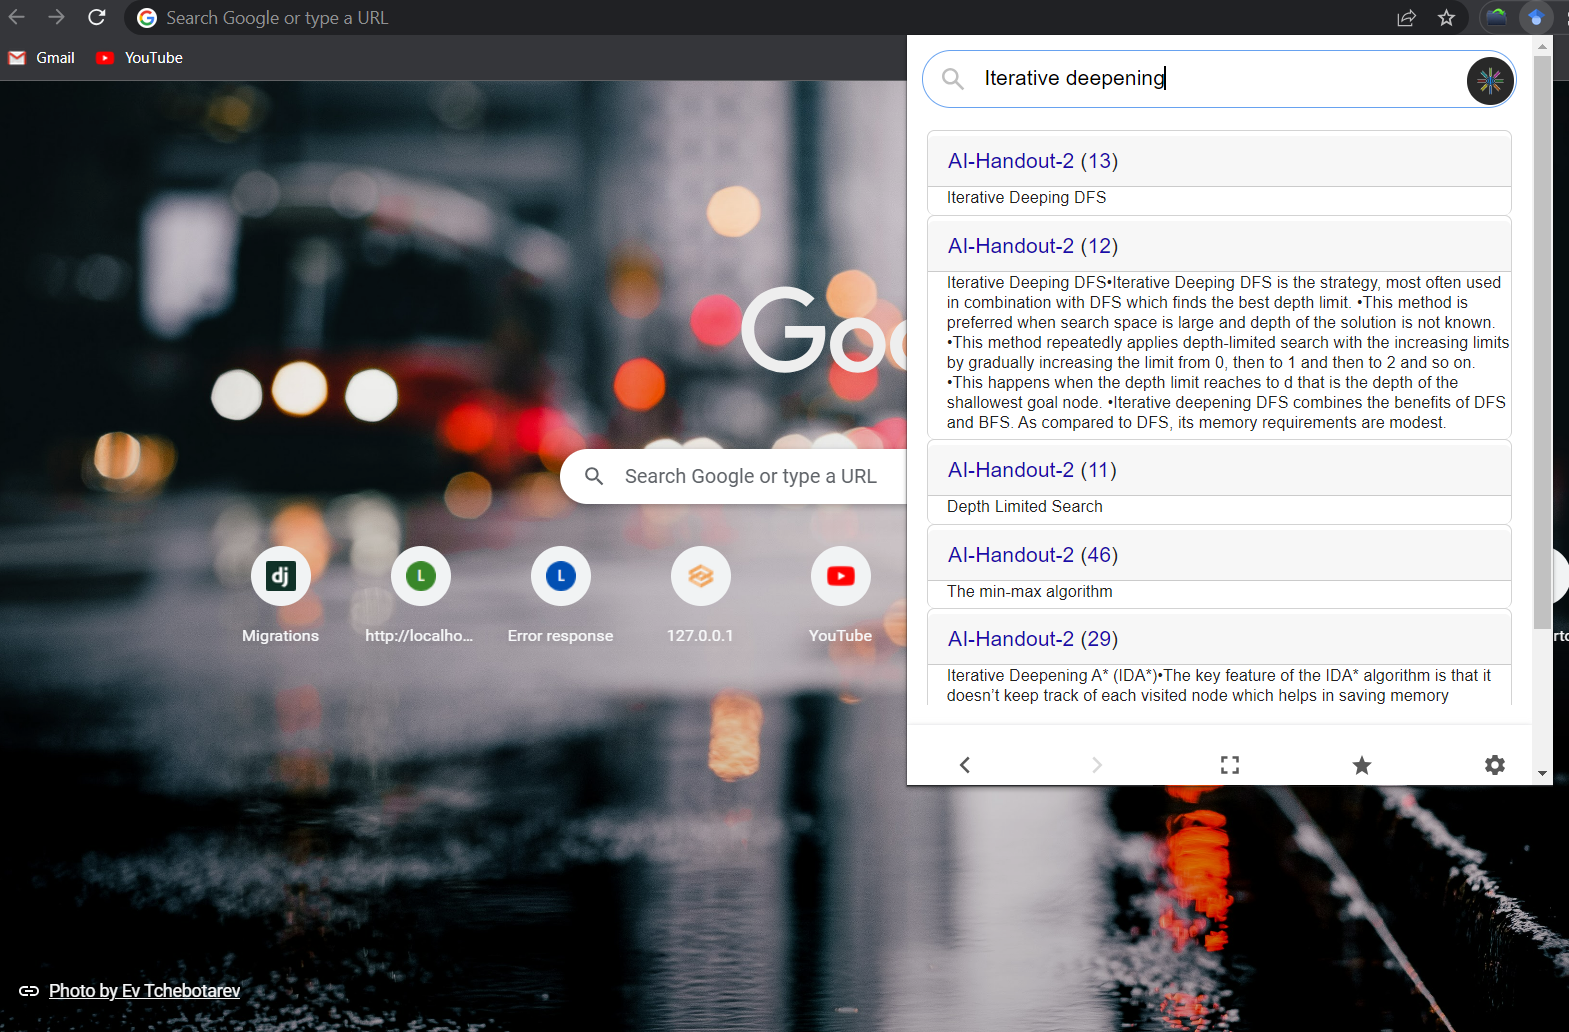 Search Google or type a URL
Gmail
YouTube
Iterative deepening
AI-Handout-2 (13)
Iterative Deeping DFS
AI-Handout-2 (12)
Iterative Deeping DFS•Iterative Deeping DFS is the strategy, most often used
in combination with DFS which finds the best depth limit. •This method is
preferred when search space is large and depth of the solution is not known.
•This method repeatedly applies depth-limited search with the increasing limits
by gradually increasing the limit from 0, then to 1 and then to 2 and so on.
•This happens when the depth limit reaches to d that is the depth of the
shallowest goal node. •Iterative deepening DFS combines the benefits of DFS
and BFS. As compared to DFS, its memory requirements are modest.
AI-Handout-2 (11)
Depth Limited Search
AI-Handout-2 (46)
The min-max algorithm
AI-Handout-2 (29)
Iterative Deepening A* (IDA*)•The key feature of the IDA* algorithm is that it
doesn’t keep track of each visited node which helps in saving memory
Goo
Search Google or type a URL
dj
L
L
Migrations
http://localho...
Error response
127.0.0.1
YouTube
Photo by Ev Tchebotarev